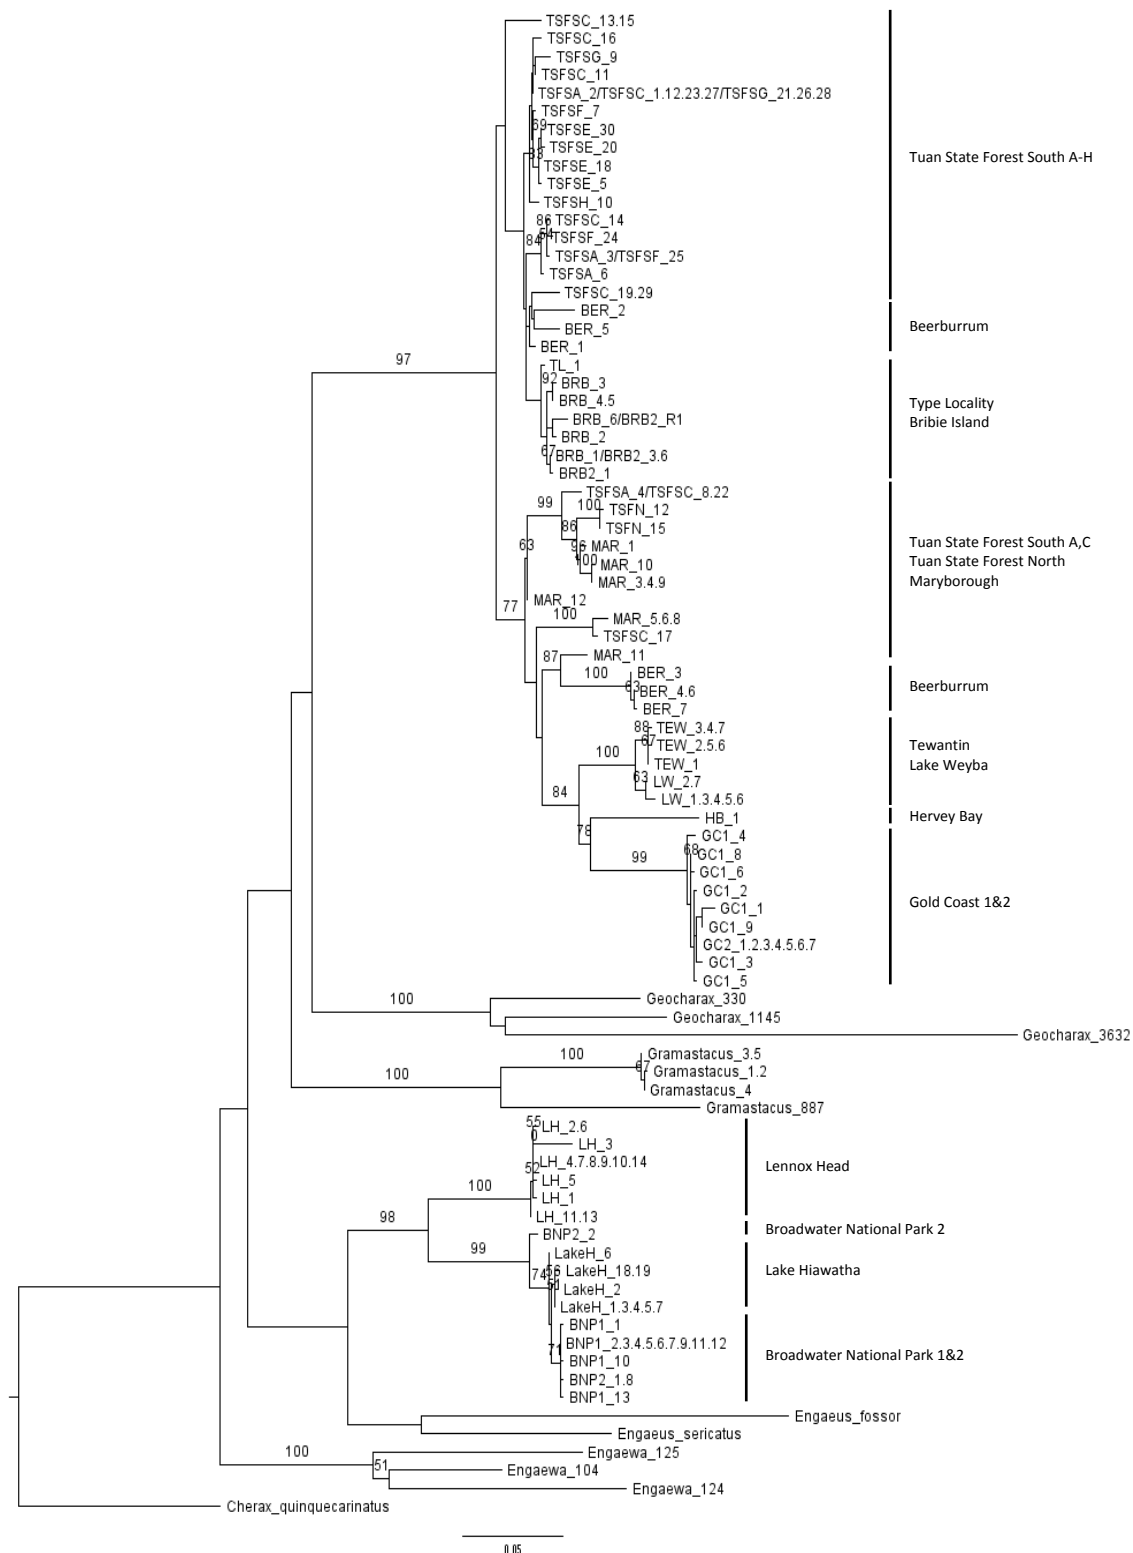 TSFSC_13.15
TSFSC_16
TSFSG_9
TSFSC_11
TSFSA_2/TSFSC_1.12.23.27/TSFSG_21.26.28
TSFSF_7
69
TSFSE_30
TSFSE_20
83
TSFSE_18
TSFSE_5
TSFSH_10
86
TSFSC_14
54
TSFSF_24
84
TSFSA_3/TSFSF_25
TSFSA_6
TSFSC_19.29
Tuan State Forest South A-H
BER_2
BER_5
BER_1
Beerburrum
97
TL_1
92
BRB_3
BRB_4.5
BRB_6/BRB2_R1
BRB_2
67
BRB_1/BRB2_3.6
BRB2_1
Type Locality
Bribie Island
TSFSA_4/TSFSC_8.22
99
100
TSFN_12
86
TSFN_15
63
96
MAR_1
100
MAR_10
MAR_3.4.9
MAR_12
77
100
MAR_5.6.8
TSFSC_17
MAR_11
Tuan State Forest South A,C
Tuan State Forest North
Maryborough
87
100
BER_3
63
BER_4.6
BER_7
Beerburrum
88
TEW_3.4.7
67
TEW_2.5.6
100
TEW_1
63
LW_2.7
LW_1.3.4.5.6
Tewantin
Lake Weyba
84
78
HB_1
Hervey Bay
GC1_4
68
GC1_8
99
GC1_6
GC1_2
GC1_1
GC1_9
GC2_1.2.3.4.5.6.7
GC1_3
GC1_5
Gold Coast 1&2
100
Geocharax_330
Geocharax_1145
Geocharax_3632
100
100
Gramastacus_3.5
67
Gramastacus_1.2
Gramastacus_4
Gramastacus_887
55
LH_2.6
0
LH_3
52
LH_4.7.8.9.10.14
100
LH_5
LH_1
LH_11.13
Lennox Head
98
BNP2_2
Broadwater National Park 2
99
LakeH_6
74
LakeH_18.19
51
LakeH_2
LakeH_1.3.4.5.7
Lake Hiawatha
BNP1_1
71
BNP1_2.3.4.5.6.7.9.11.12
BNP1_10
BNP2_1.8
BNP1_13
Broadwater National Park 1&2
Engaeus_fossor
Engaeus_sericatus
100
Engaewa_125
51
Engaewa_104
Engaewa_124
Cherax_quinquecarinatus
0.05